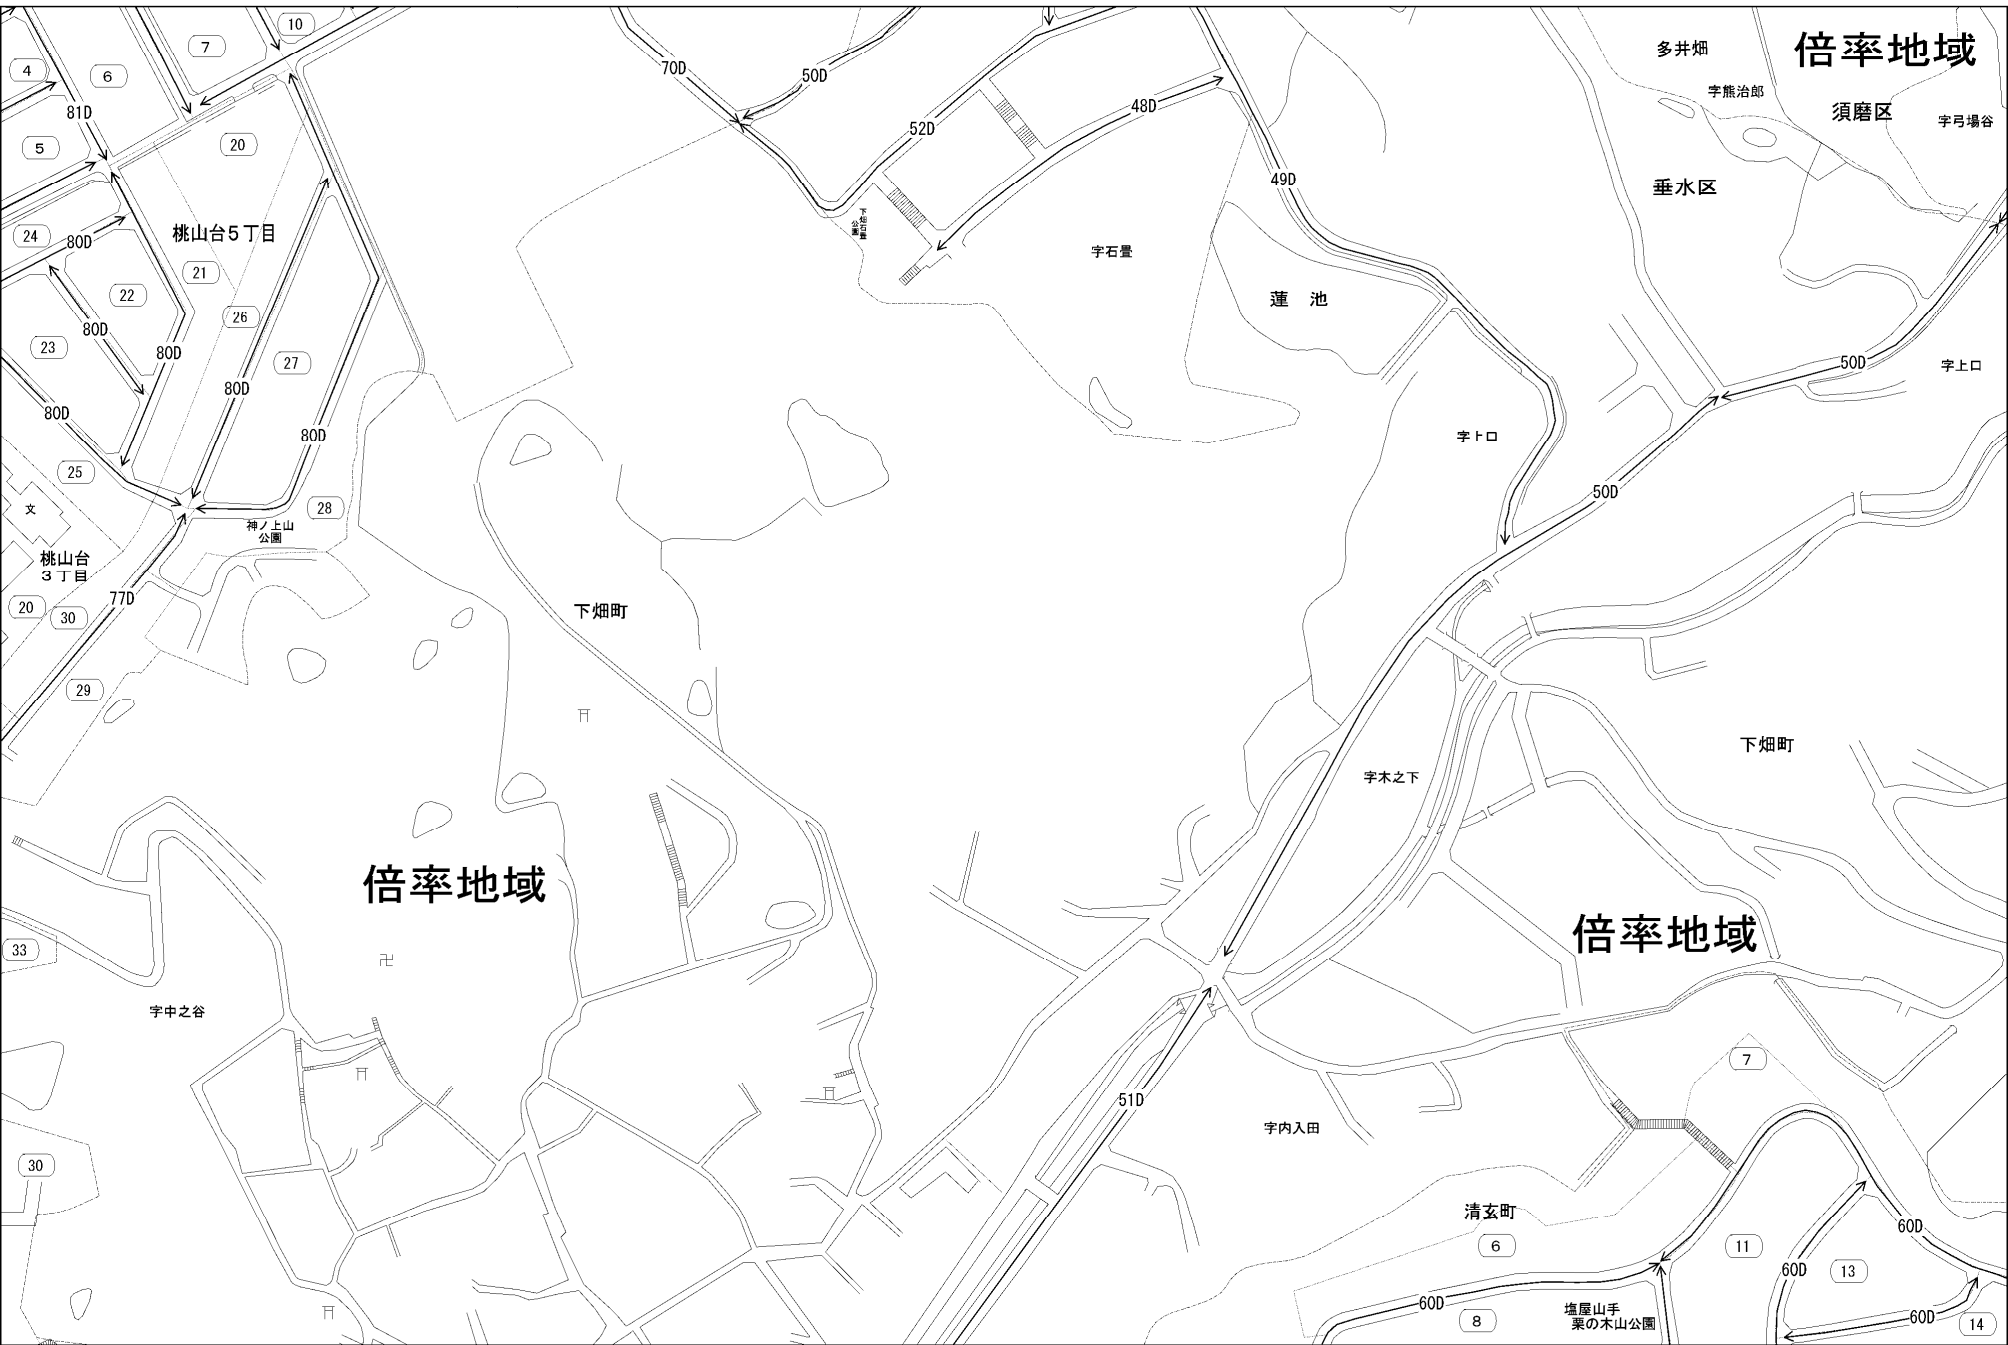 10
7
4
6
81D
5
20
70D
50D
52D
48D
49D
多井畑
倍率地域
字熊治郎
須磨区
字弓場谷
垂水区
24
80D
桃山台5丁目
21
22
26
下畑石畳
公園
字石畳
蓮 池
80D
23
80D
27
80D
50D
字上口
80D
80D
字上口
25
文
28
神ノ上山
公園
50D
桃山台
3丁目
77D
20
30
下畑町
29
字木之下
下畑町
倍率地域
倍率地域
33
字中之谷
7
51D
字内入田
30
清玄町
6
11
60D
60D
13
60D
8
塩屋山手
栗の木山公園
60D
14